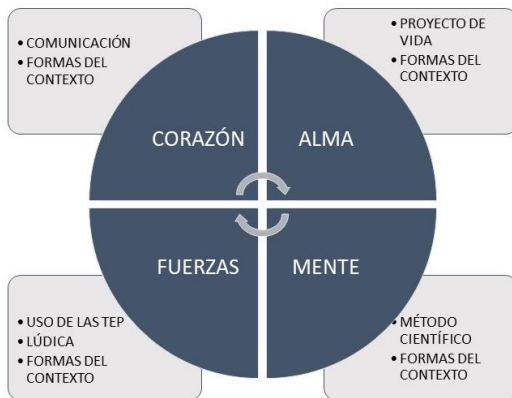 • COMUNICACIÓN
• FORMAS DEL
CONTEXTO
• PROYECTO DE
VIDA
• FORMAS DEL
CONTEXTO
CORAZÓN
ALMA
FUERZAS
MENTE
• USO DE LAS TEP
• LÚDICA
• FORMAS DEL
CONTEXTO
• MÉTODO
CIENTÍFICO
• FORMAS DEL
CONTEXTO